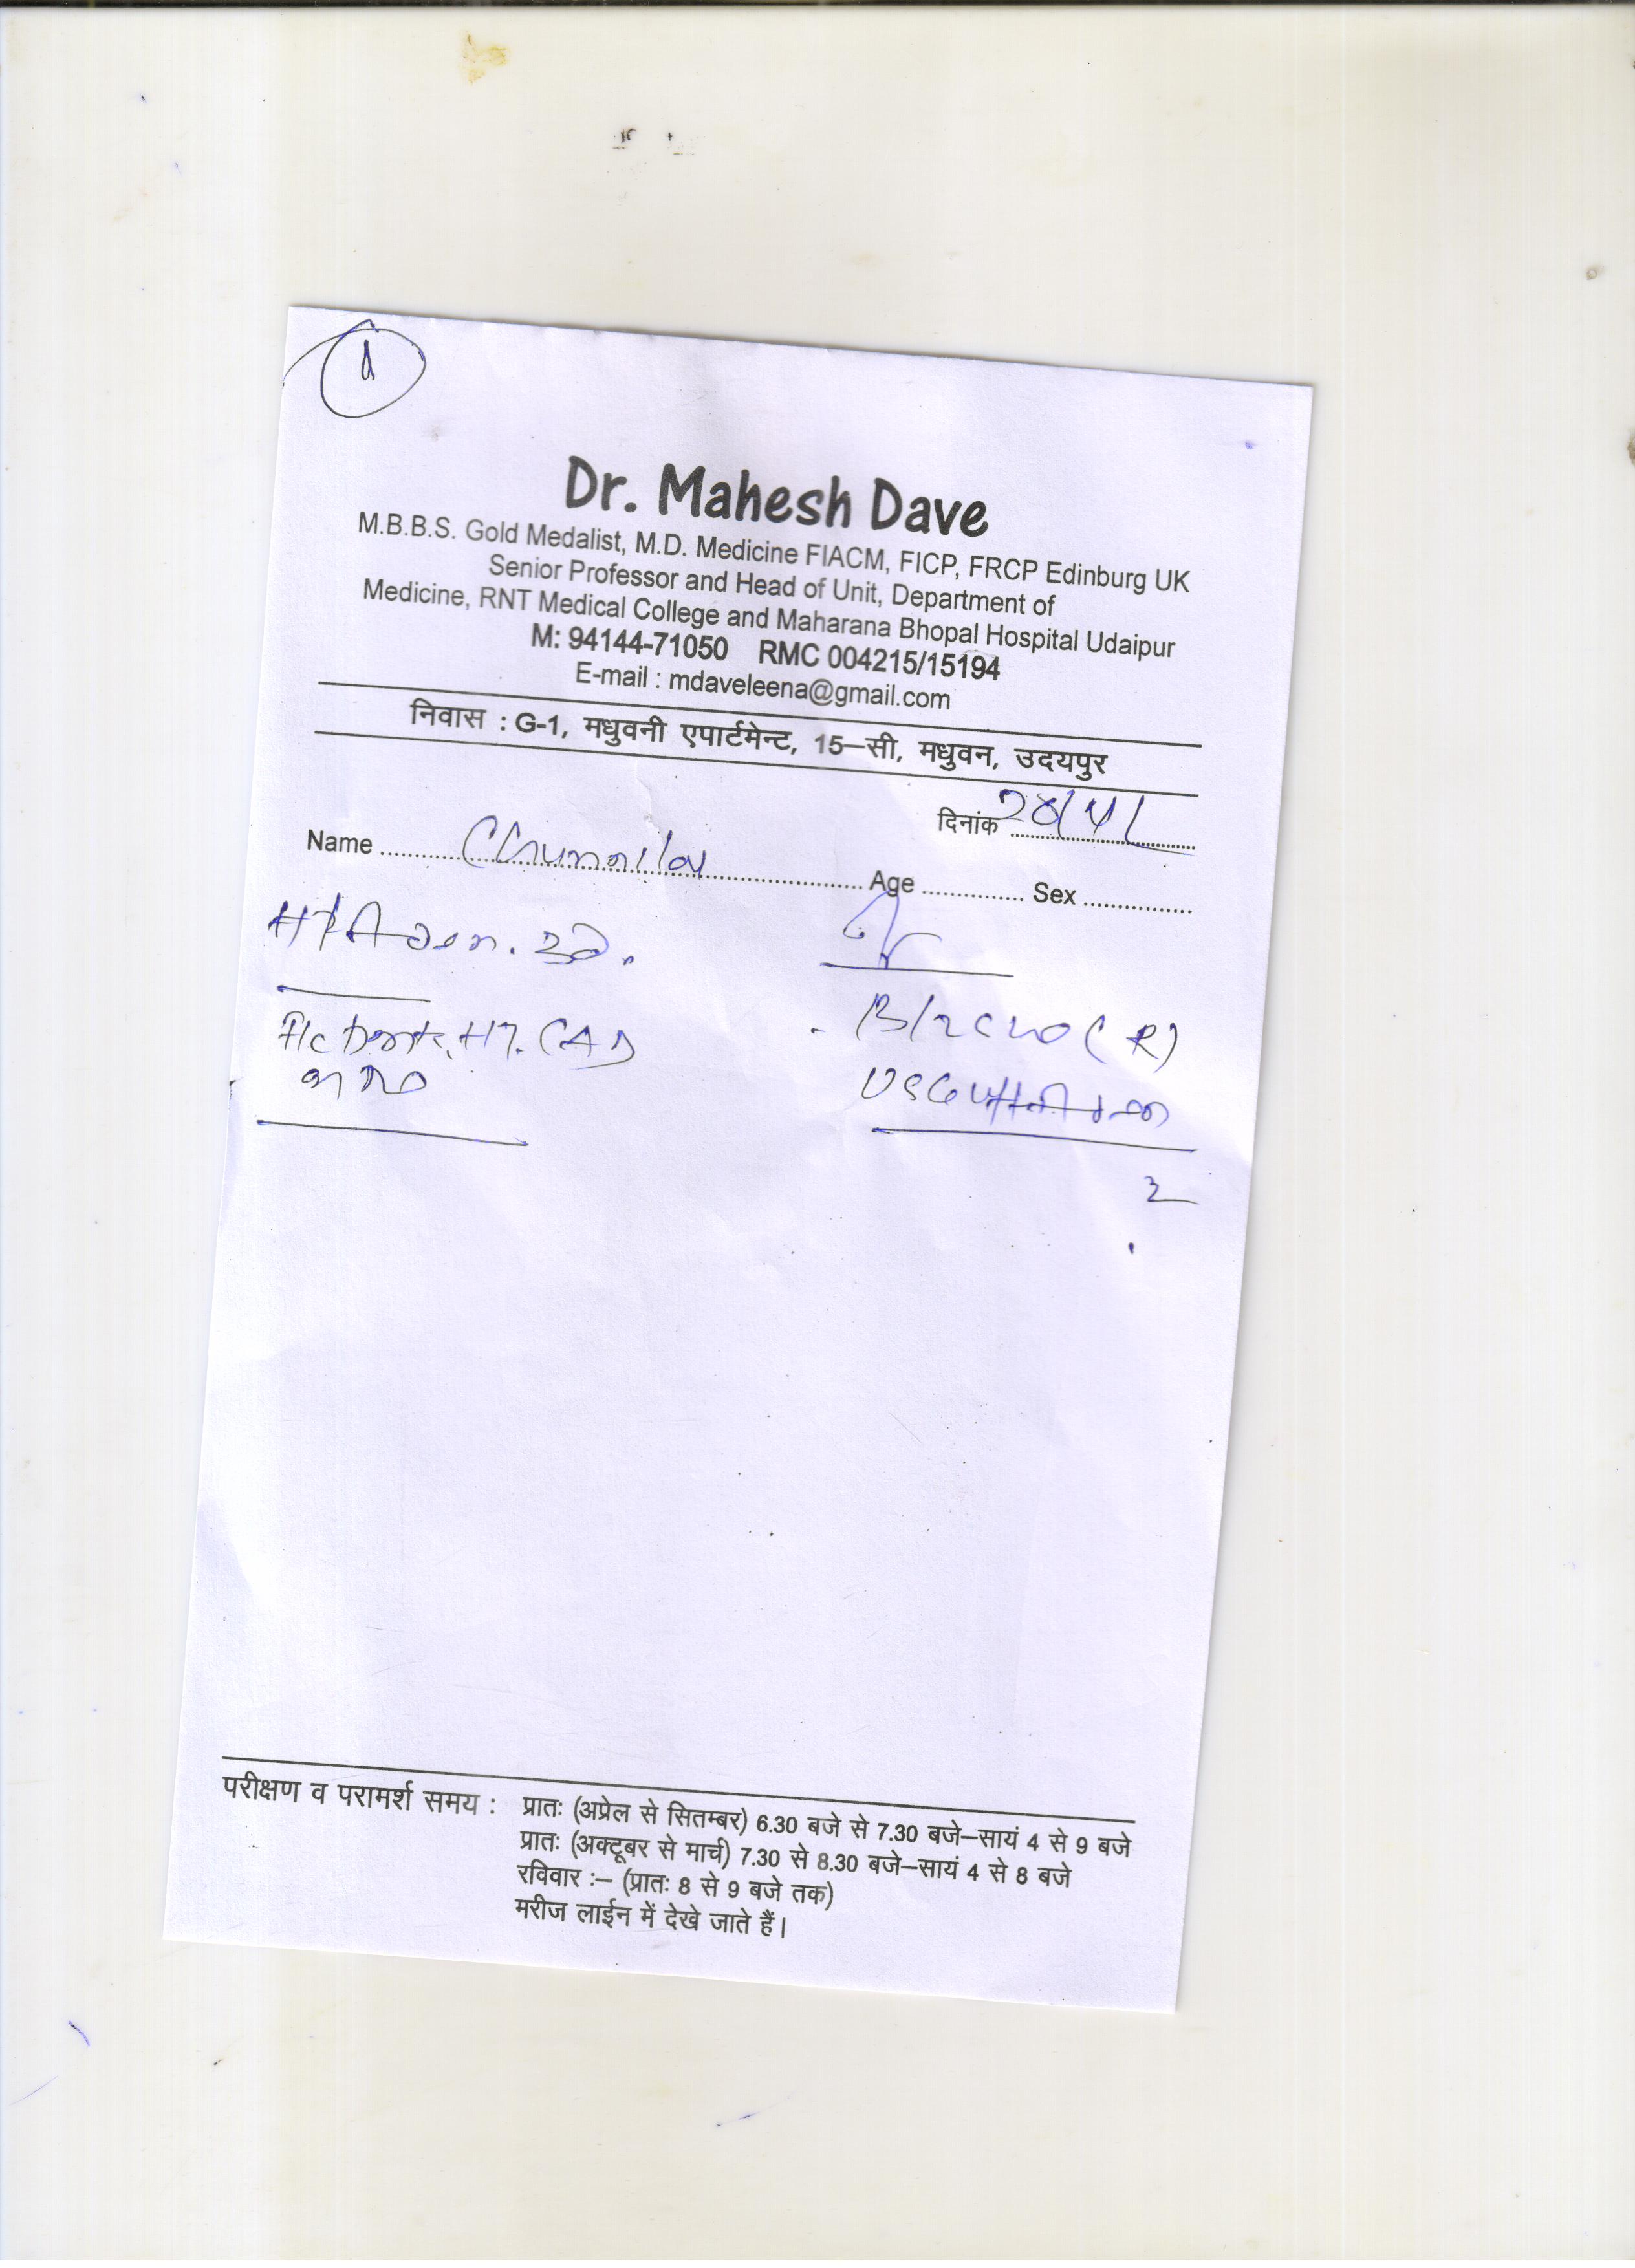 Dr. Mahesh Dave
M.B.B.S. Gold Medalist, M.D. Medicine FIACM, FICP, FRCP Edinburg UK
Senior Professor and Head of Unit, Department of
Medicine, RNT Medical College and Maharana Bhopal Hospital Udaipur
M: 94144-71050 RMC 004215/15194
E-mail : mdaveleena@gmail.com
निवास : G-1, मधुवनी एपार्टमेन्ट, 15–सी, मधुवन, उदयपुर
दिनांक 28/4/
Name Chunnilal Age Sex
CAD
परीक्षण व परामर्श समय : प्रातः (अप्रेल से सितम्बर) 6.30 बजे से 7.30 बजे–सायं 4 से 9 बजे
प्रातः (अक्टूबर से मार्च) 7.30 से 8.30 बजे–सायं 4 से 8 बजे
रविवार :– (प्रातः 8 से 9 बजे तक)
मरीज लाईन में देखे जाते हैं।